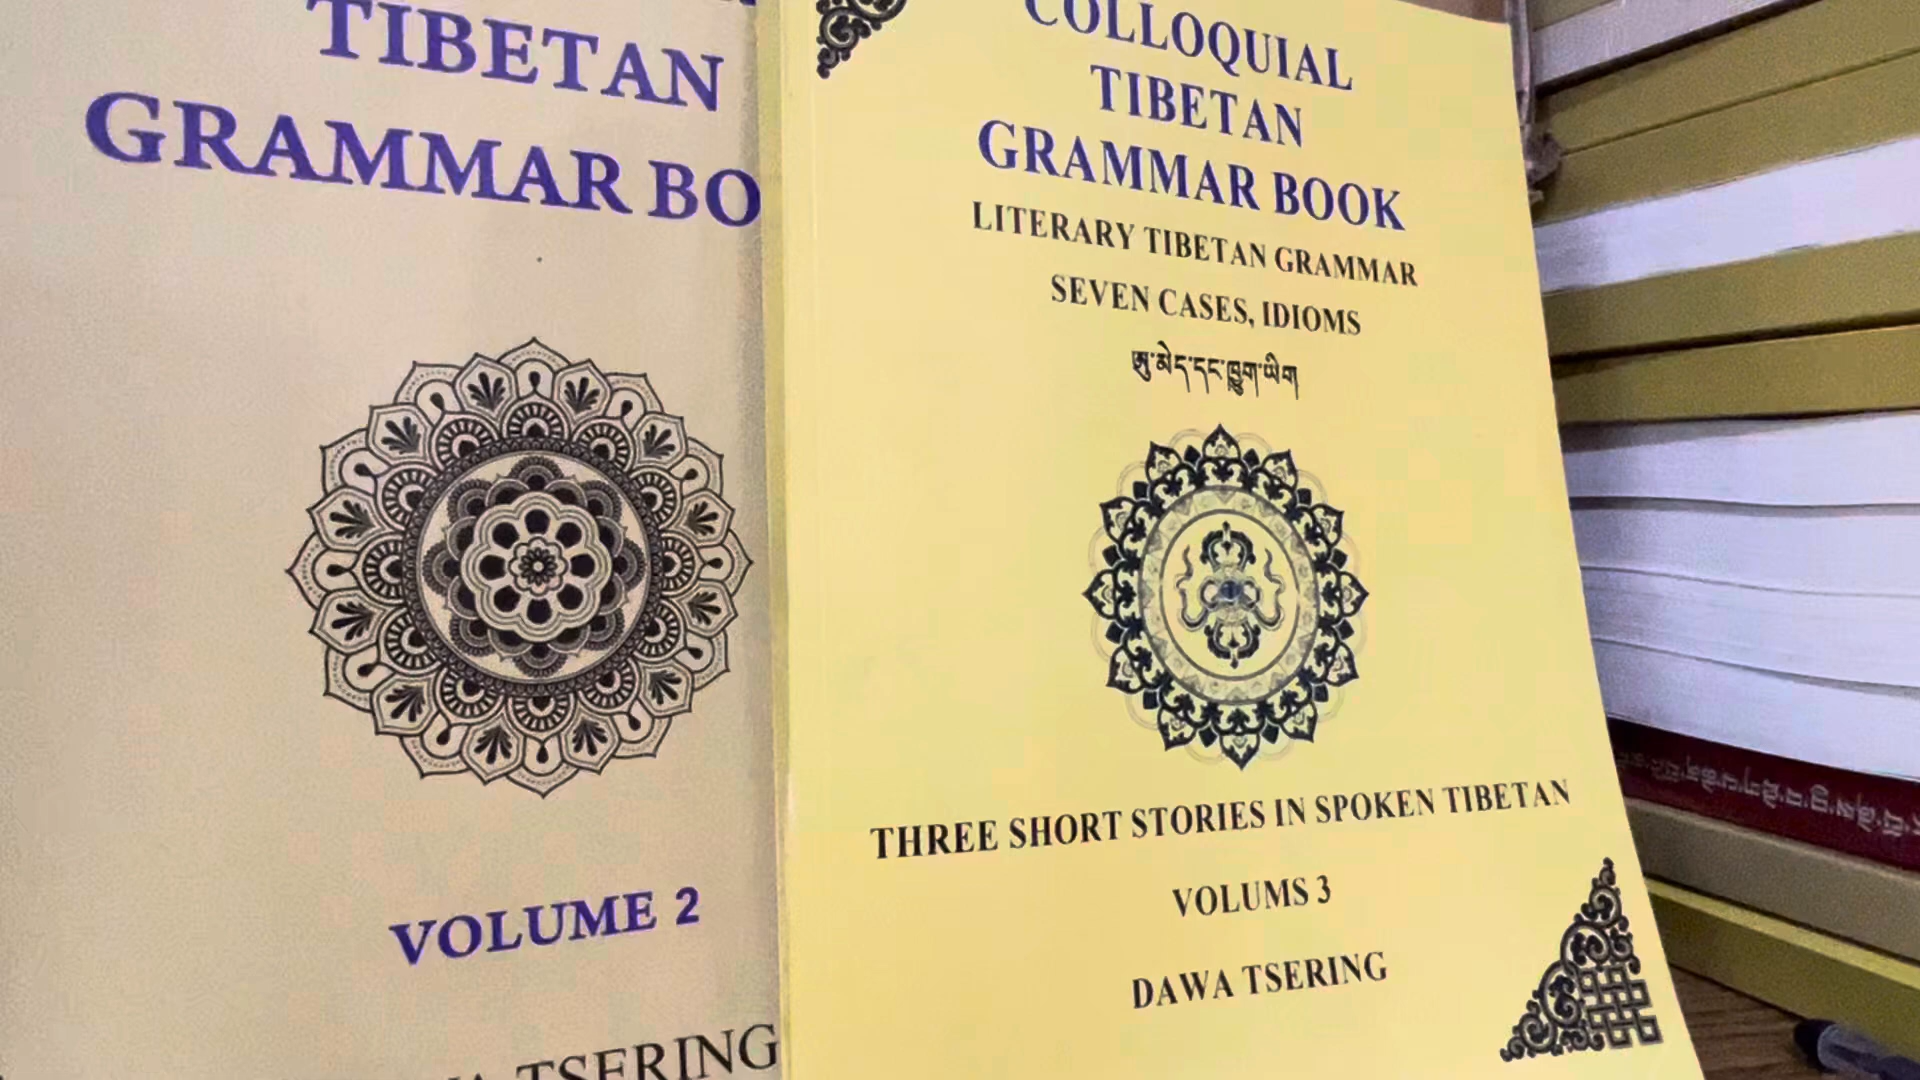 TIBETAN
GRAMMAR BO
VOLUME 2
TSERING
COLLOQUIAL
TIBETAN
GRAMMAR BOOK
LITERARY TIBETAN GRAMMAR
SEVEN CASES, IDIOMS
ཨུ་མེད་དང་ཁྱུག་ཡིག
THREE SHORT STORIES IN SPOKEN TIBETAN
VOLUMS 3
DAWA TSERING